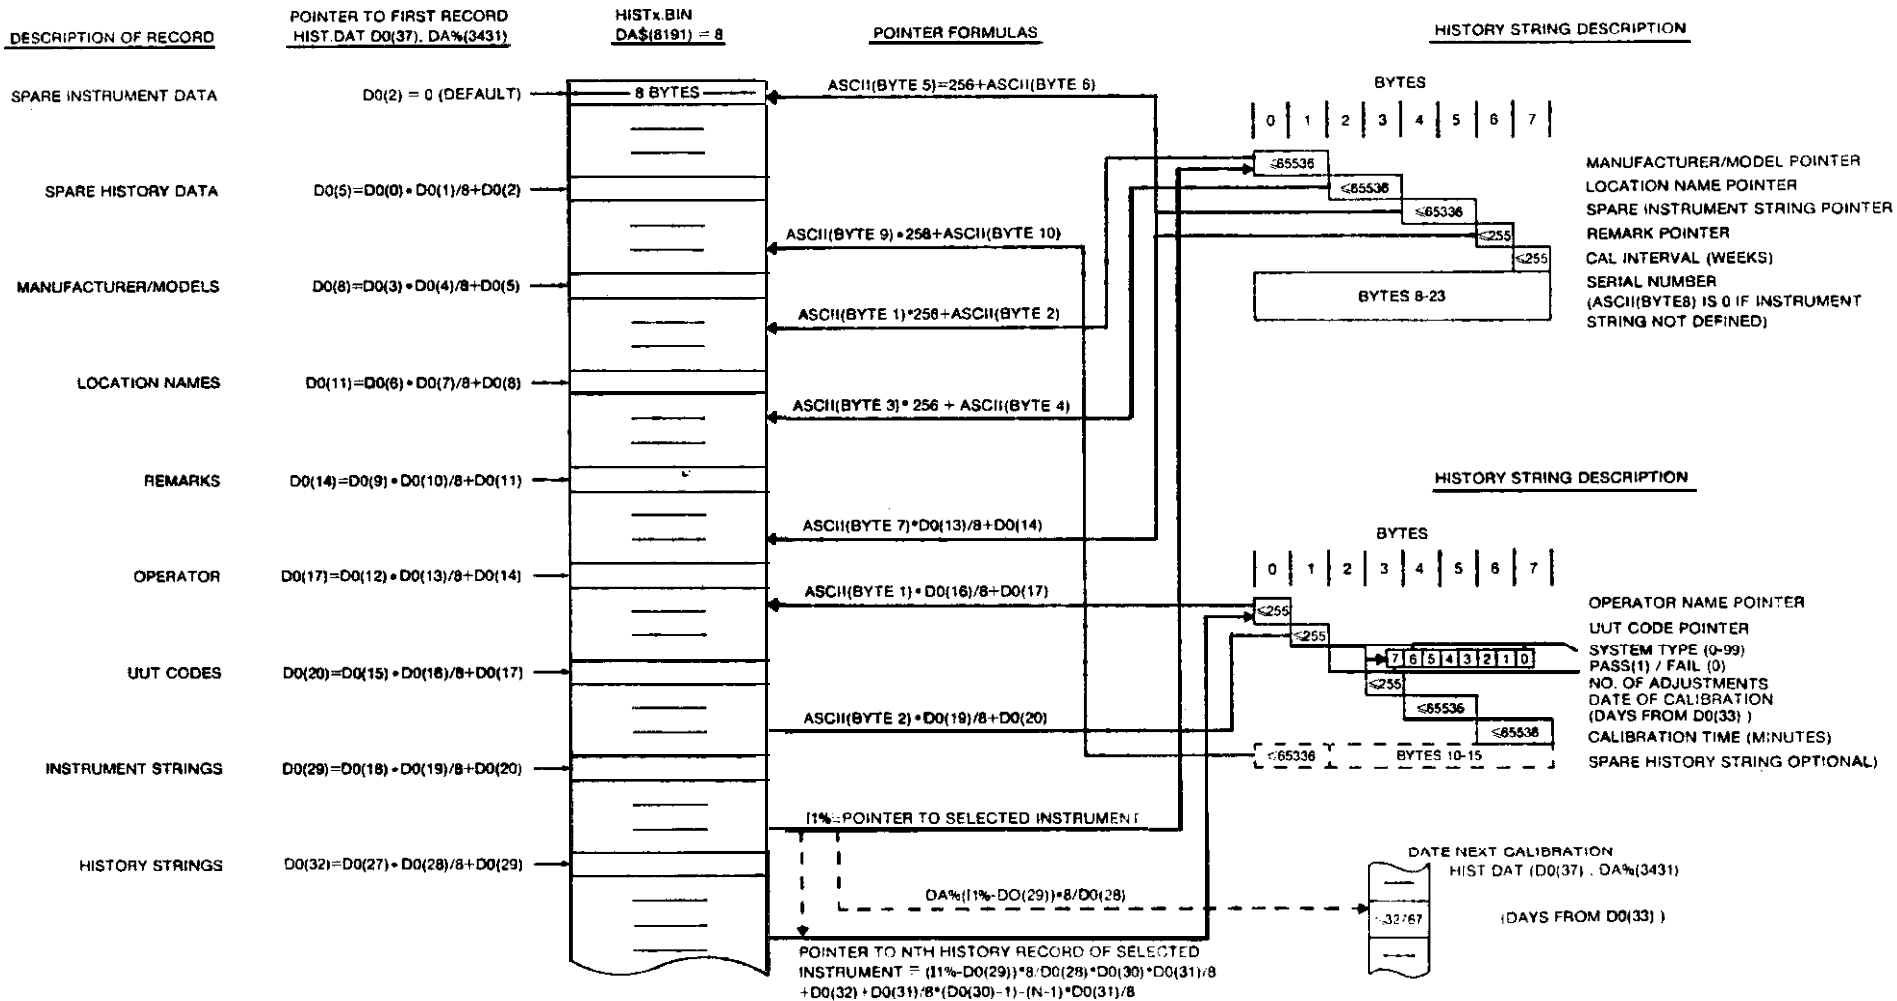 DESCRIPTION OF RECORD
POINTER TO FIRST RECORD
HIST.DAT D0(37), DA%(3431)
HISTx.BIN
DA$(8191) = 8
POINTER FORMULAS
HISTORY STRING DESCRIPTION
SPARE INSTRUMENT DATA
D0(2) = 0 (DEFAULT)
8 BYTES
ASCII(BYTE 5)=256+ASCII(BYTE 6)
BYTES
0 1 2 3 4 5 6 7
SPARE HISTORY DATA
D0(5)=D0(0)*D0(1)/8+D0(2)
ASCII(BYTE 9)*256+ASCII(BYTE 10)
MANUFACTURER/MODELS
D0(8)=D0(3)*D0(4)/8+D0(5)
ASCII(BYTE 1)*256+ASCII(BYTE 2)
≤65536
MANUFACTURER/MODEL POINTER
≤65536
LOCATION NAME POINTER
≤65336
SPARE INSTRUMENT STRING POINTER
≤255
REMARK POINTER
≤255
CAL INTERVAL (WEEKS)
BYTES 8-23
SERIAL NUMBER
(ASCII(BYTE8) IS 0 IF INSTRUMENT
STRING NOT DEFINED)
LOCATION NAMES
D0(11)=D0(6)*D0(7)/8+D0(8)
ASCII(BYTE 3)*256 + ASCII(BYTE 4)
REMARKS
D0(14)=D0(9)*D0(10)/8+D0(11)
ASCII(BYTE 7)*D0(13)/8+D0(14)
HISTORY STRING DESCRIPTION
BYTES
0 1 2 3 4 5 6 7
OPERATOR
D0(17)=D0(12)*D0(13)/8+D0(14)
ASCII(BYTE 1)*D0(16)/8+D0(17)
≤255
OPERATOR NAME POINTER
≤255
UUT CODE POINTER
7 6 5 4 3 2 1 0
SYSTEM TYPE (0-99)
PASS(1) / FAIL (0)
≤255
NO. OF ADJUSTMENTS
≤65536
DATE OF CALIBRATION
(DAYS FROM D0(33) )
≤65536
CALIBRATION TIME (MINUTES)
≤65336
BYTES 10-15
SPARE HISTORY STRING OPTIONAL)
UUT CODES
D0(20)=D0(15)*D0(16)/8+D0(17)
ASCII(BYTE 2)*D0(19)/8+D0(20)
INSTRUMENT STRINGS
D0(29)=D0(18)*D0(19)/8+D0(20)
I1%=POINTER TO SELECTED INSTRUMENT
HISTORY STRINGS
D0(32)=D0(27)*D0(28)/8+D0(29)
DA%(I1%-DO(29))*8/D0(28)
DATE NEXT CALIBRATION
HIST DAT (D0(37) . DA%(3431)
≤32767
(DAYS FROM D0(33) )
POINTER TO NTH HISTORY RECORD OF SELECTED
INSTRUMENT = (I1%-D0(29))*8/D0(28)*D0(30)*D0(31)/8
+D0(32)+D0(31)/8*(D0(30)-1)-(N-1)*D0(31)/8